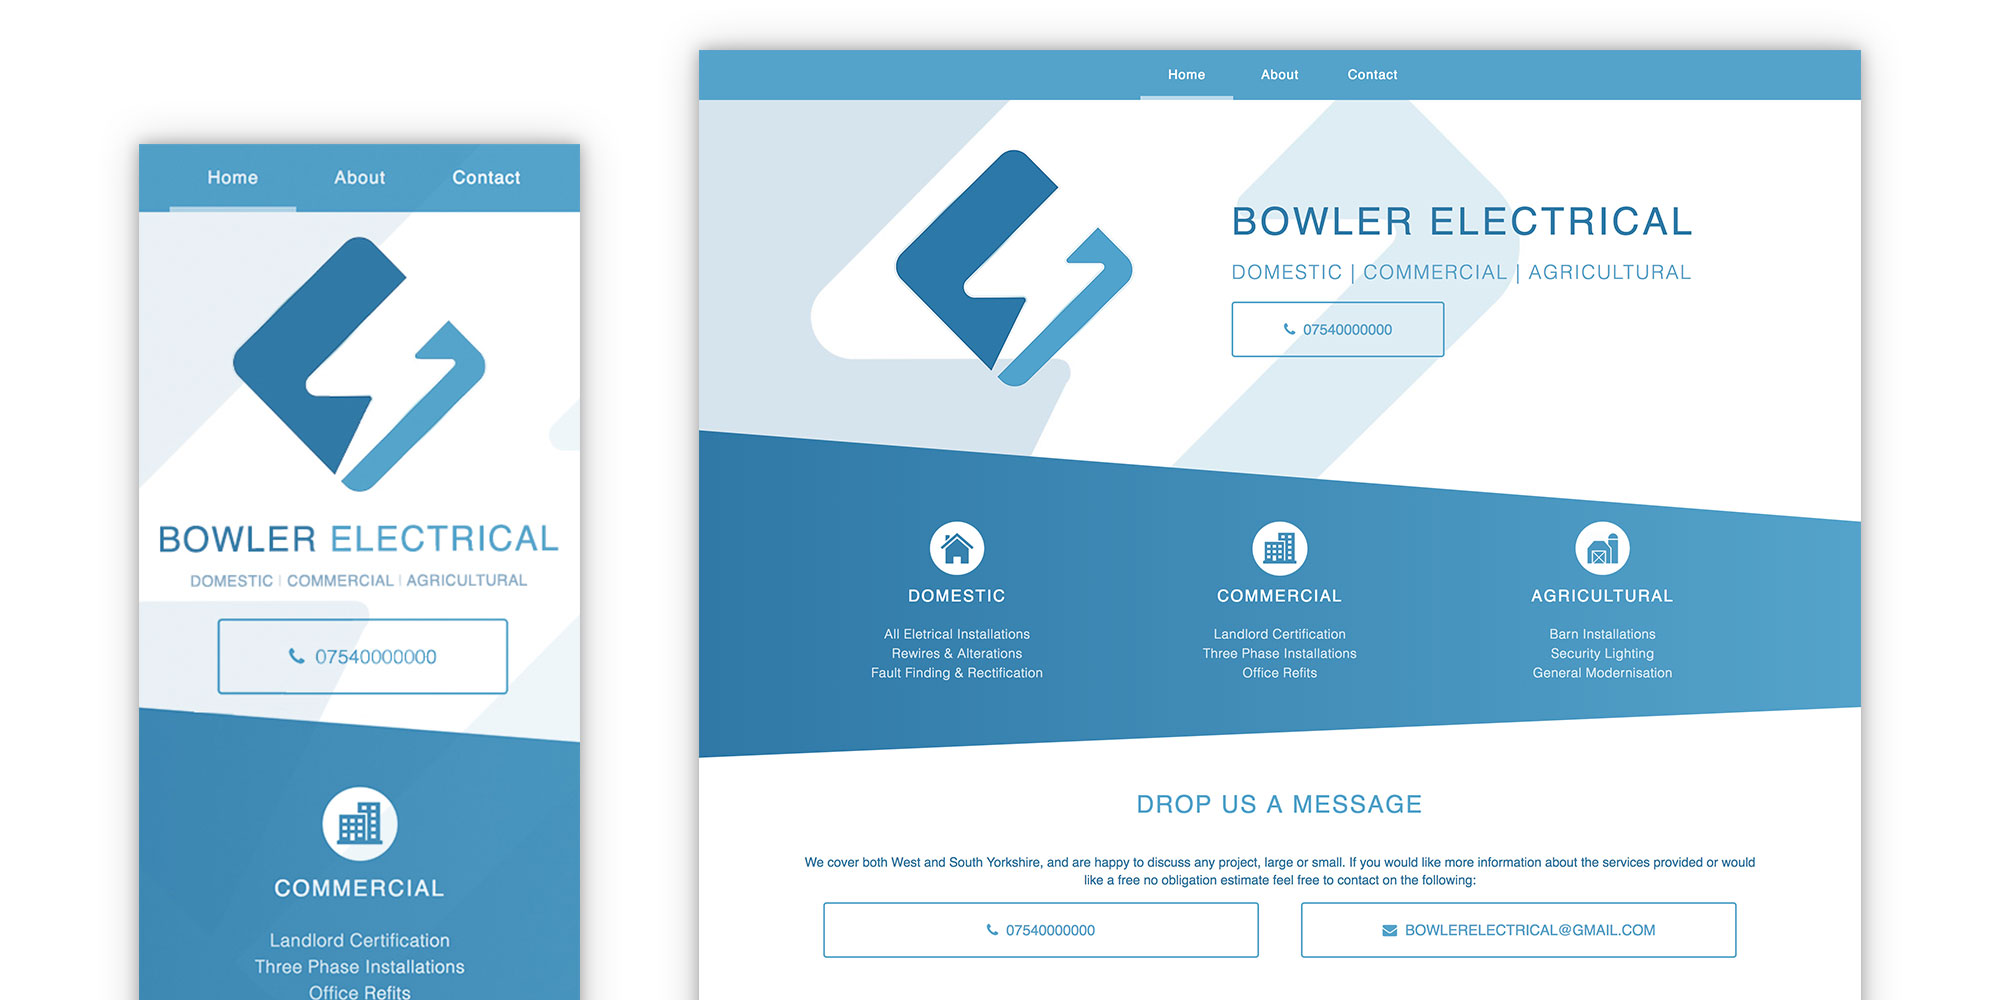 Home About Contact
BOWLER ELECTRICAL
DOMESTIC | COMMERCIAL | AGRICULTURAL
07540000000
COMMERCIAL
Landlord Certification
Three Phase Installations
Office Refits
Home About Contact
BOWLER ELECTRICAL
DOMESTIC | COMMERCIAL | AGRICULTURAL
07540000000
DOMESTIC
All Eletrical Installations
Rewires & Alterations
Fault Finding & Rectification
COMMERCIAL
Landlord Certification
Three Phase Installations
Office Refits
AGRICULTURAL
Barn Installations
Security Lighting
General Modernisation
DROP US A MESSAGE
We cover both West and South Yorkshire, and are happy to discuss any project, large or small. If you would like more information about the services provided or would
like a free no obligation estimate feel free to contact on the following:
07540000000
BOWLERELECTRICAL@GMAIL.COM